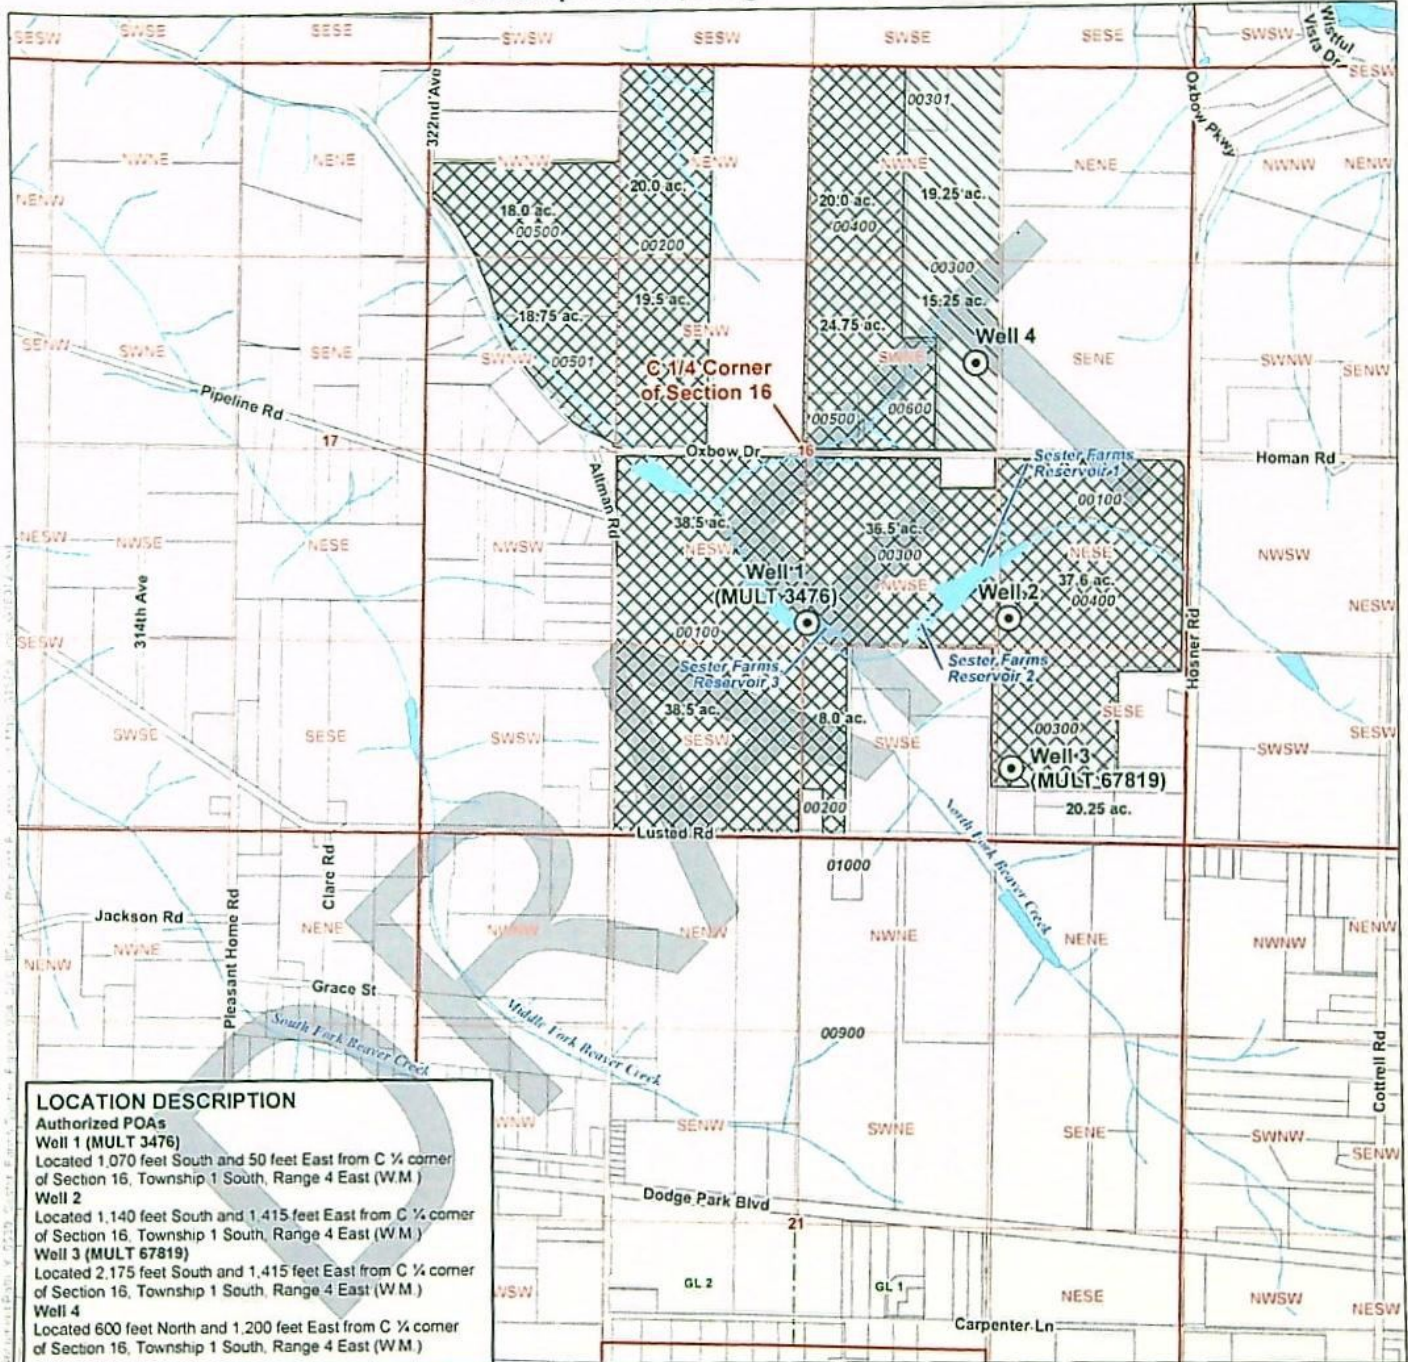 SESW SWSE SESE SWSW SESW SWSE SESE SWSW SESW
Wistful
Vista Dr
322nd Ave
Oxbow Pkwy
00301
NWNE NENE NWNW NENW NWNE NENE NWNW NENW
NENW
20.0 ac. 20.0 ac. 19.25 ac.
18.0 ac.
00500 00400
00200
00300
19.5 ac. 15.25 ac.
18.75 ac. 24.75 ac.
SENW
Well 4
SENW SWNE SENE SWNW 00501 SWNE SENE SWNW SENW
C 1/4 Corner
of Section 16
Pipeline Rd
00500 00600
17
Oxbow Dr 16
Sester Farms
Reservoir 1
Homan Rd
Altman Rd
00100
38.5 ac. 36.5 ac.
NESW NWSE NESE NWSW NESW 00300 NESE NWSW
NWSE
Well 1
(MULT 3476)
Well 2
37.6 ac.
00400
NESW
314th Ave
00100
Hosner Rd
SESW
Sester Farms
Reservoir 3
Sester Farms
Reservoir 2
38.5 ac. 8.0 ac.
SESE
00300
SWSE SESE SWSW SESW SWSE SWSW SESW
Well 3
(MULT 67819)
00200
20.25 ac.
Lusted Rd
North Fork Beaver Creek
01000
Clare Rd
Pleasant Home Rd
Jackson Rd
NENE NWNW NENW NWNE NENE NWNW NENW
NWNE
NENW
Grace St
Middle Fork Beaver Creek
South Fork Beaver Creek
00900
Cottrell Rd
WNW SENW SWNE SENE SWNW SENW
Dodge Park Blvd
21
GL 2 GL 1
WSW NESE NWSW NESW
Carpenter Ln
LOCATION DESCRIPTION
Authorized POAs
Well 1 (MULT 3476)
Located 1,070 feet South and 50 feet East from C ¼ corner
of Section 16, Township 1 South, Range 4 East (W.M.)
Well 2
Located 1,140 feet South and 1,415 feet East from C ¼ corner
of Section 16, Township 1 South, Range 4 East (W.M.)
Well 3 (MULT 67819)
Located 2,175 feet South and 1,415 feet East from C ¼ corner
of Section 16, Township 1 South, Range 4 East (W.M.)
Well 4
Located 600 feet North and 1,200 feet East from C ¼ corner
of Section 16, Township 1 South, Range 4 East (W.M.)